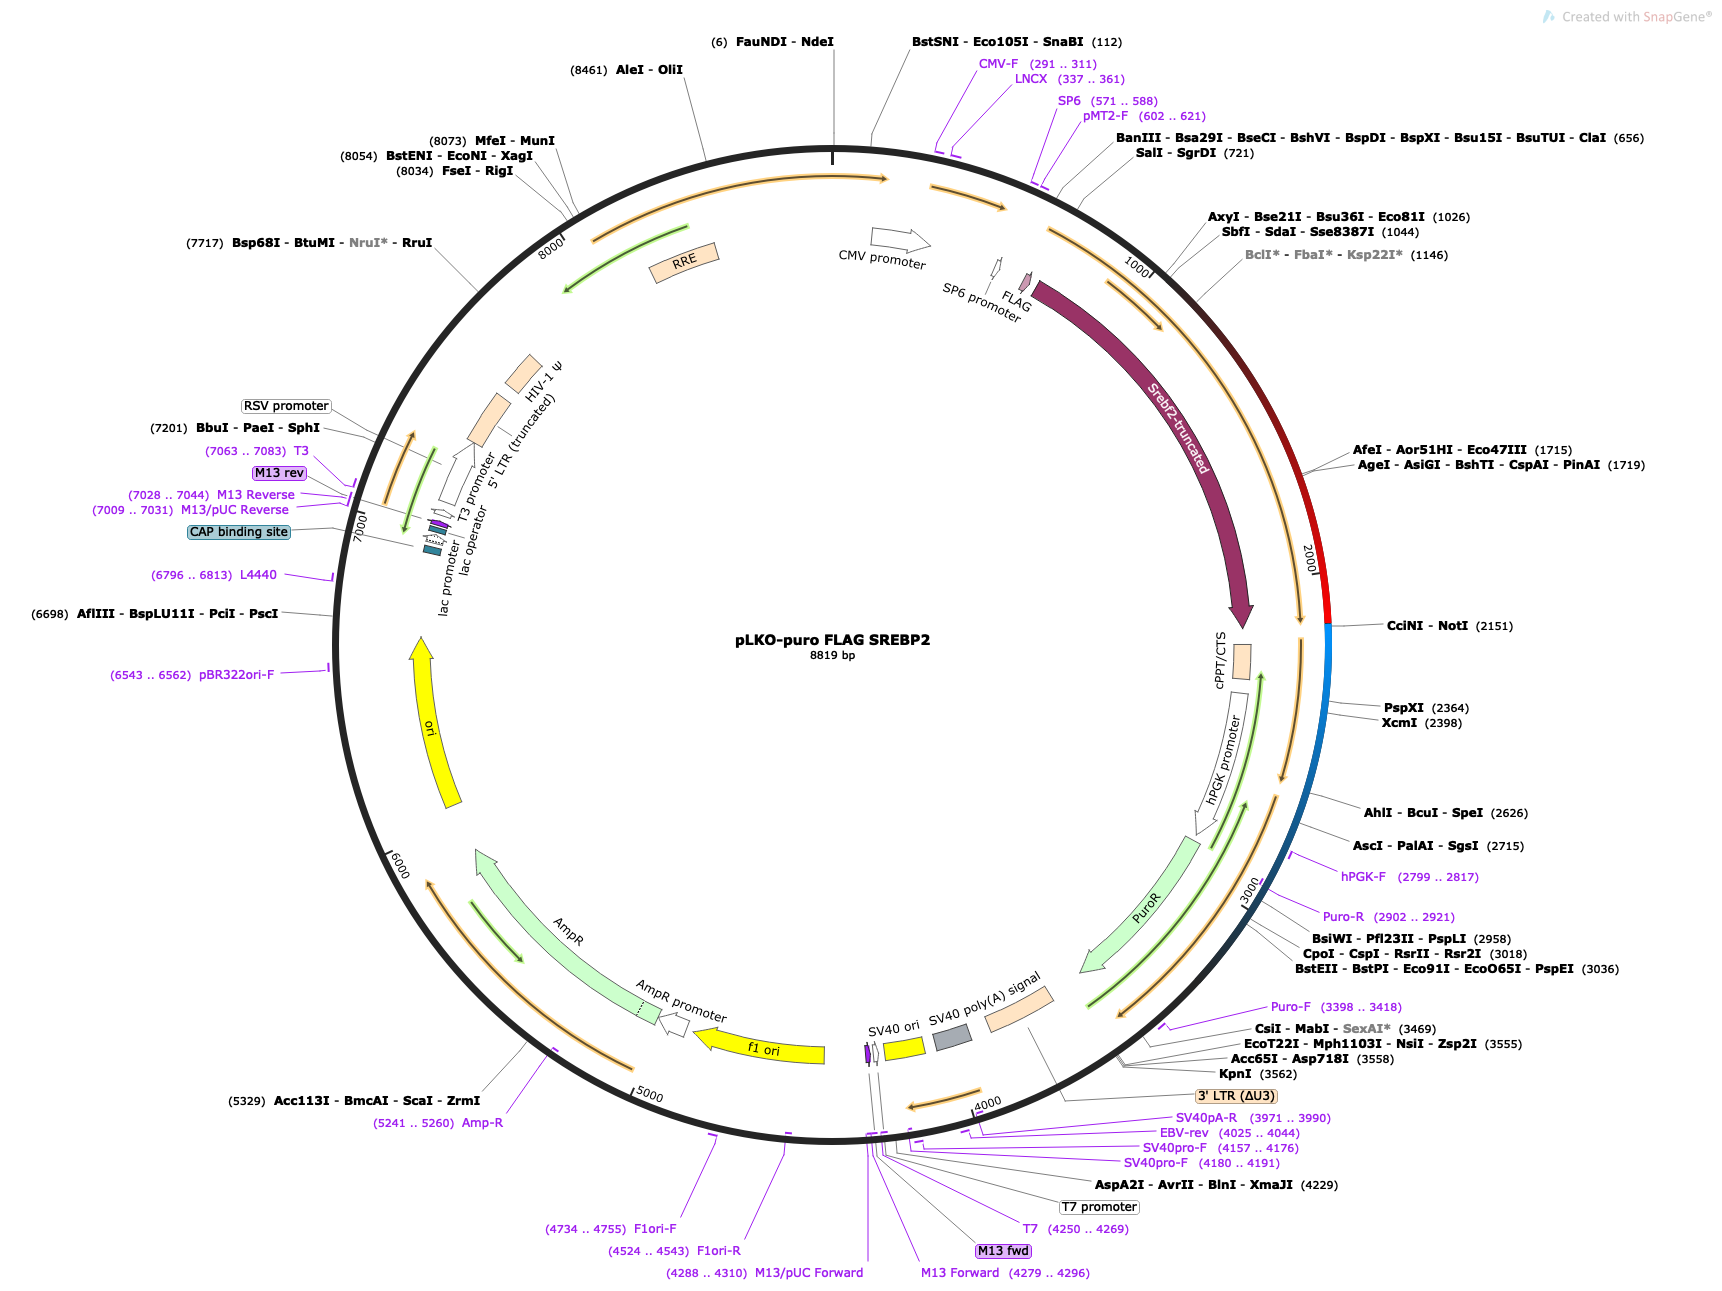 Created with SnapGene®
(6) FauNDI - NdeI
BstSNI - Eco105I - SnaBI (112)
CMV-F (291 .. 311)
LNCX (337 .. 361)
SP6 (571 .. 588)
pMT2-F (602 .. 621)
BanIII - Bsa29I - BseCI - BshVI - BspDI - BspXI - Bsu15I - BsuTUI - ClaI (656)
SalI - SgrDI (721)
AxyI - Bse21I - Bsu36I - Eco81I (1026)
SbfI - SdaI - Sse8387I (1044)
BclI* - FbaI* - Ksp22I* (1146)
AfeI - Aor51HI - Eco47III (1715)
AgeI - AsiGI - BshTI - CspAI - PinAI (1719)
CciNI - NotI (2151)
PspXI (2364)
XcmI (2398)
AhlI - BcuI - SpeI (2626)
AscI - PalAI - SgsI (2715)
hPGK-F (2799 .. 2817)
Puro-R (2902 .. 2921)
BsiWI - Pfl23II - PspLI (2958)
CpoI - CspI - RsrII - Rsr2I (3018)
BstEII - BstPI - Eco91I - EcoO65I - PspEI (3036)
Puro-F (3398 .. 3418)
CsiI - MabI - SexAI* (3469)
EcoT22I - Mph1103I - NsiI - Zsp2I (3555)
Acc65I - Asp718I (3558)
KpnI (3562)
3' LTR (ΔU3)
SV40pA-R (3971 .. 3990)
EBV-rev (4025 .. 4044)
SV40pro-F (4157 .. 4176)
SV40pro-F (4180 .. 4191)
AspA2I - AvrII - BlnI - XmaJI (4229)
T7 promoter
T7 (4250 .. 4269)
M13 fwd
M13 Forward (4279 .. 4296)
(4288 .. 4310) M13/pUC Forward
(4524 .. 4543) F1ori-R
(4734 .. 4755) F1ori-F
(5241 .. 5260) Amp-R
(5329) Acc113I - BmcAI - ScaI - ZrmI
(6543 .. 6562) pBR322ori-F
(6698) AflIII - BspLU11I - PciI - PscI
(6796 .. 6813) L4440
CAP binding site
(7009 .. 7031) M13/pUC Reverse
(7028 .. 7044) M13 Reverse
M13 rev
(7063 .. 7083) T3
(7201) BbuI - PaeI - SphI
RSV promoter
(7717) Bsp68I - BtuMI - NruI* - RruI
(8034) FseI - RigI
(8054) BstENI - EcoNI - XagI
(8073) MfeI - MunI
(8461) AleI - OliI
1000
2000
3000
4000
5000
6000
7000
8000
CMV promoter
SP6 promoter
FLAG
Srebf2-truncated
cPPT/CTS
hPGK promoter
PuroR
SV40 poly(A) signal
SV40 ori
f1 ori
AmpR promoter
AmpR
ori
lac promoter
lac operator
T3 promoter
5' LTR (truncated)
HIV-1 Ψ
RRE
pLKO-puro FLAG SREBP2
8819 bp